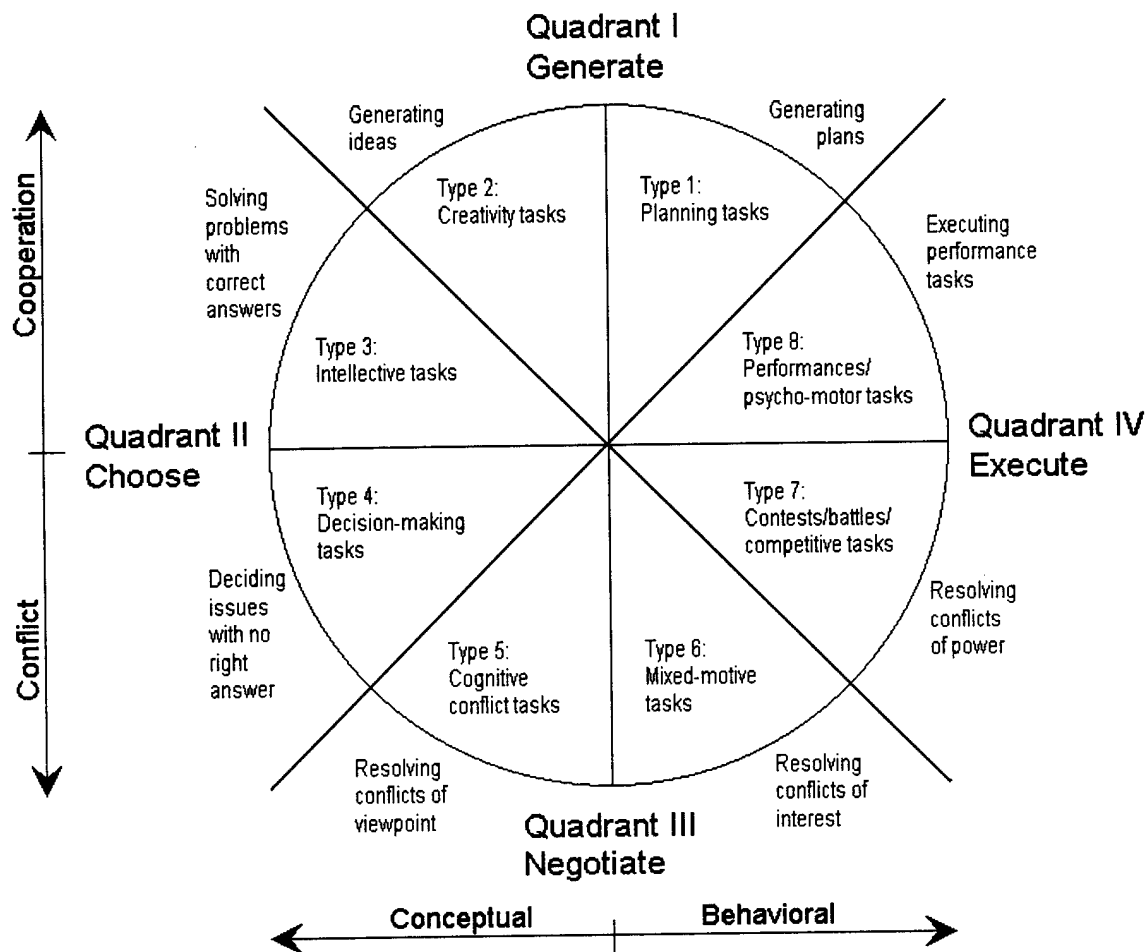 Quadrant I
Generate
Generating
ideas
Generating
plans
Type 2:
Creativity tasks
Type 1:
Planning tasks
Solving
problems
with
correct
answers
Executing
performance
tasks
Cooperation
Type 3:
Intellective tasks
Type 8:
Performances/
psycho-motor tasks
Quadrant II
Choose
Quadrant IV
Execute
Type 4:
Decision-making
tasks
Type 7:
Contests/battles/
competitive tasks
Conflict
Deciding
issues
with no
right
answer
Resolving
conflicts
of power
Type 5:
Cognitive
conflict tasks
Type 6:
Mixed-motive
tasks
Resolving
conflicts of
viewpoint
Resolving
conflicts of
interest
Quadrant III
Negotiate
Conceptual
Behavioral